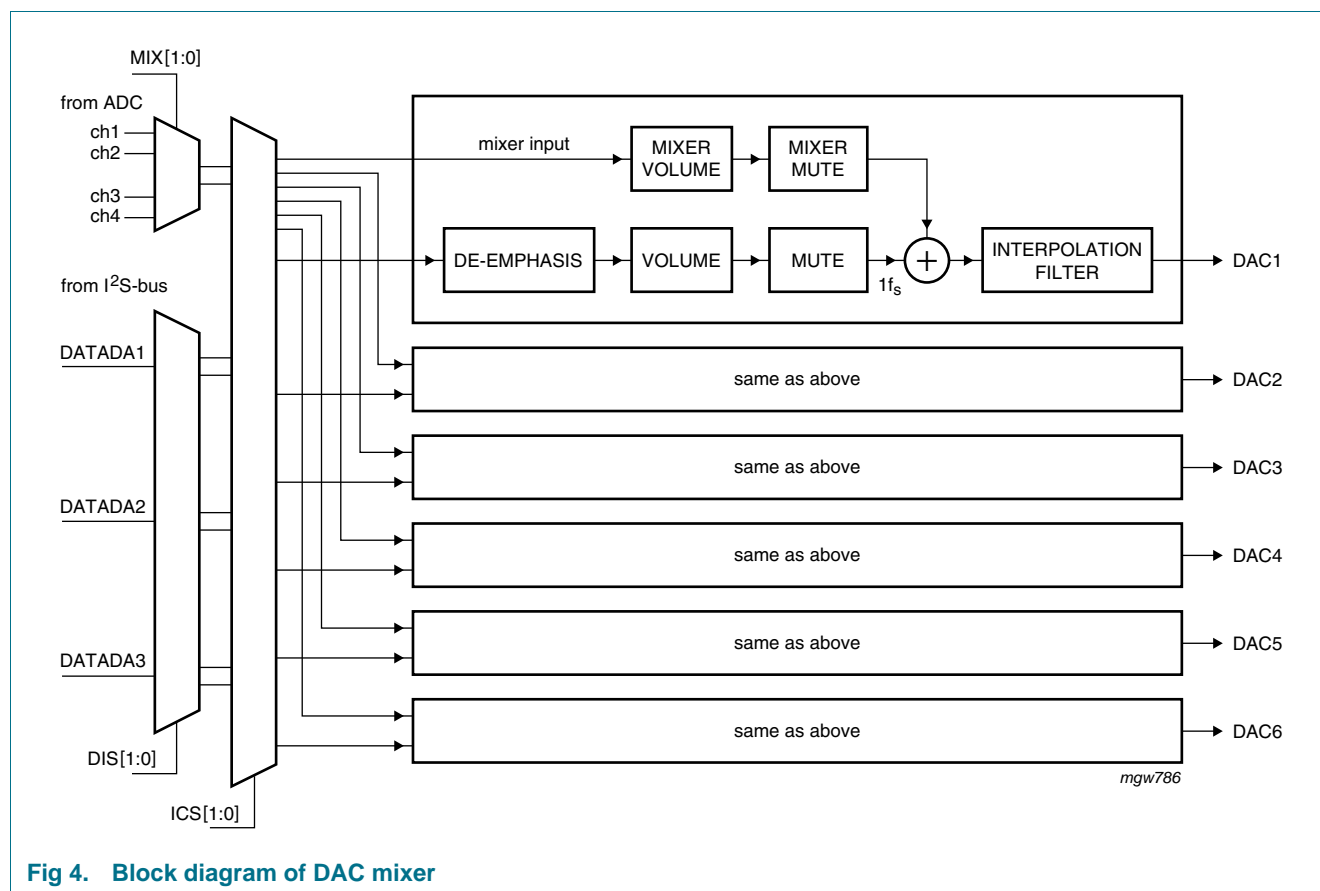 MIX[1:0]
from ADC
ch1
ch2
ch3
ch4
mixer input
MIXER
VOLUME
MIXER
MUTE
DE-EMPHASIS
VOLUME
MUTE
1fs
+
INTERPOLATION
FILTER
DAC1
from I2S-bus
DATADA1
DATADA2
DATADA3
same as above
DAC2
same as above
DAC3
same as above
DAC4
same as above
DAC5
same as above
DAC6
DIS[1:0]
ICS[1:0]
mgw786
Fig 4. Block diagram of DAC mixer